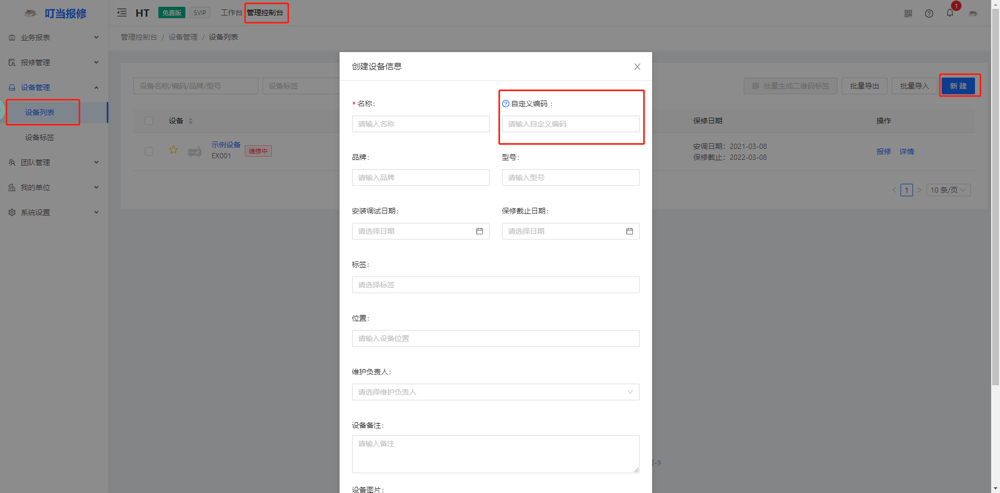 叮当报修
HT 免费版 SVIP 工作台 管理控制台 1
业务报表
报修管理
设备管理
设备列表
设备标签
团队管理
我的单位
系统设置
管理控制台 / 设备管理 / 设备列表
设备名称/编码/品牌/型号 设备标签
批量生成二维码标签 批量导出 批量导入 新 建
设备 保修日期 操作
示例设备
EX001 维修中
安调日期：2021-03-08
保修截止：2022-03-08
报修 详情
1 10 条/页
创建设备信息
* 名称：
请输入名称
自定义编码 ：
请输入自定义编码
品牌：
请输入品牌
型号：
请输入型号
安装调试日期：
请选择日期
保修截止日期：
请选择日期
标签：
请选择标签
位置：
请输入设备位置
维护负责人：
请选择维护负责人
设备备注：
请输入备注
设备图片：
-9